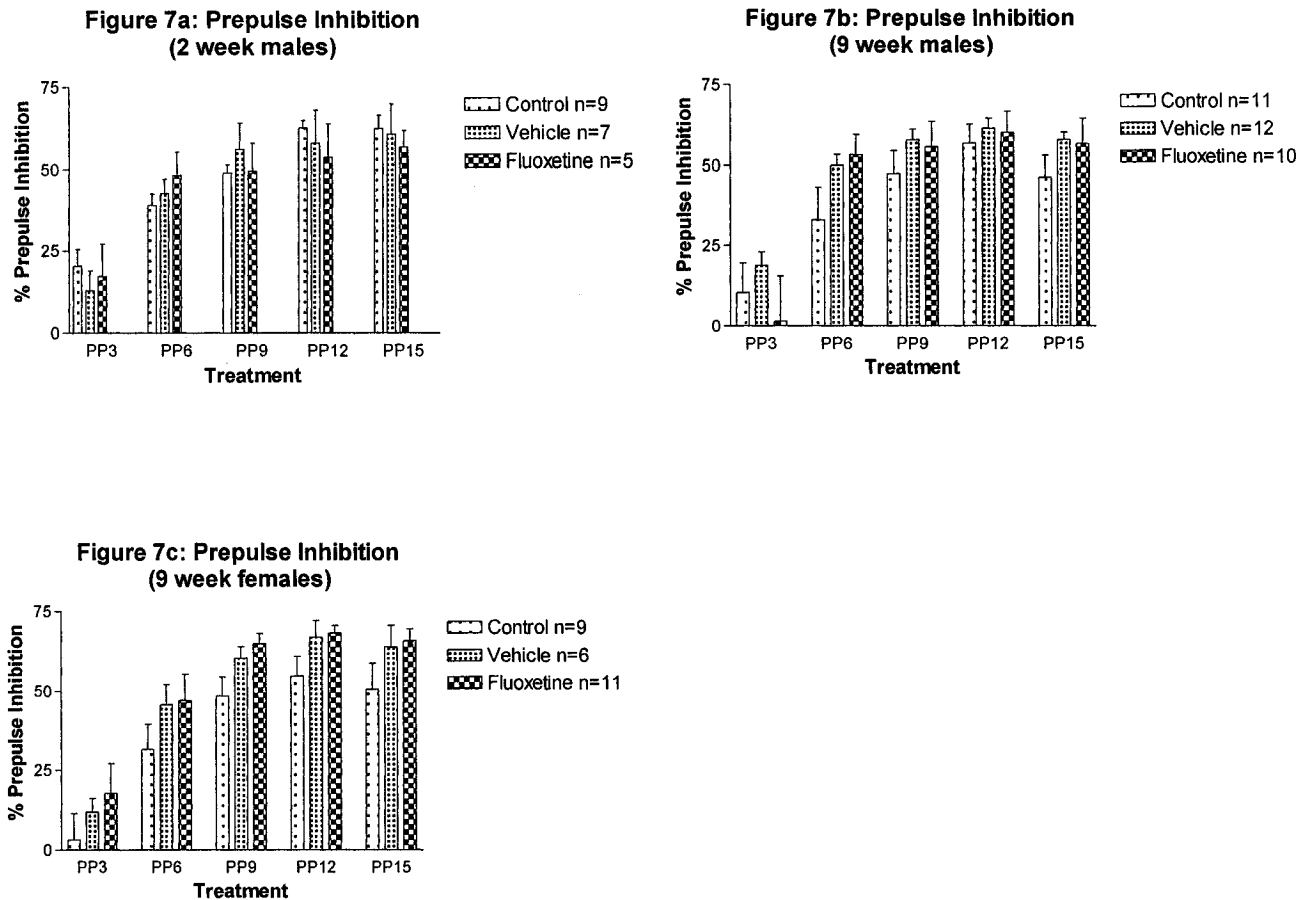 Figure 7a: Prepulse Inhibition
(2 week males)
% Prepulse Inhibition
75
50
25
0
PP3 PP6 PP9 PP12 PP15
Treatment
Control n=9
Vehicle n=7
Fluoxetine n=5
Figure 7b: Prepulse Inhibition
(9 week males)
% Prepulse Inhibition
75
50
25
0
PP3 PP6 PP9 PP12 PP15
Treatment
Control n=11
Vehicle n=12
Fluoxetine n=10
Figure 7c: Prepulse Inhibition
(9 week females)
% Prepulse Inhibition
75
50
25
0
PP3 PP6 PP9 PP12 PP15
Treatment
Control n=9
Vehicle n=6
Fluoxetine n=11